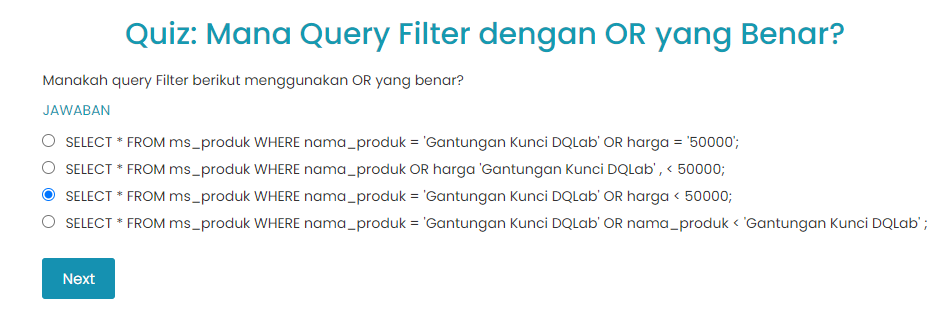 Quiz: Mana Query Filter dengan OR yang Benar?
Manakah query Filter berikut menggunakan OR yang benar?
JAWABAN
SELECT * FROM ms_produk WHERE nama_produk = 'Gantungan Kunci DQLab' OR harga = '50000';
SELECT * FROM ms_produk WHERE nama_produk OR harga 'Gantungan Kunci DQLab' , < 50000;
SELECT * FROM ms_produk WHERE nama_produk = 'Gantungan Kunci DQLab' OR harga < 50000;
SELECT * FROM ms_produk WHERE nama_produk = 'Gantungan Kunci DQLab' OR nama_produk < 'Gantungan Kunci DQLab' ;
Next